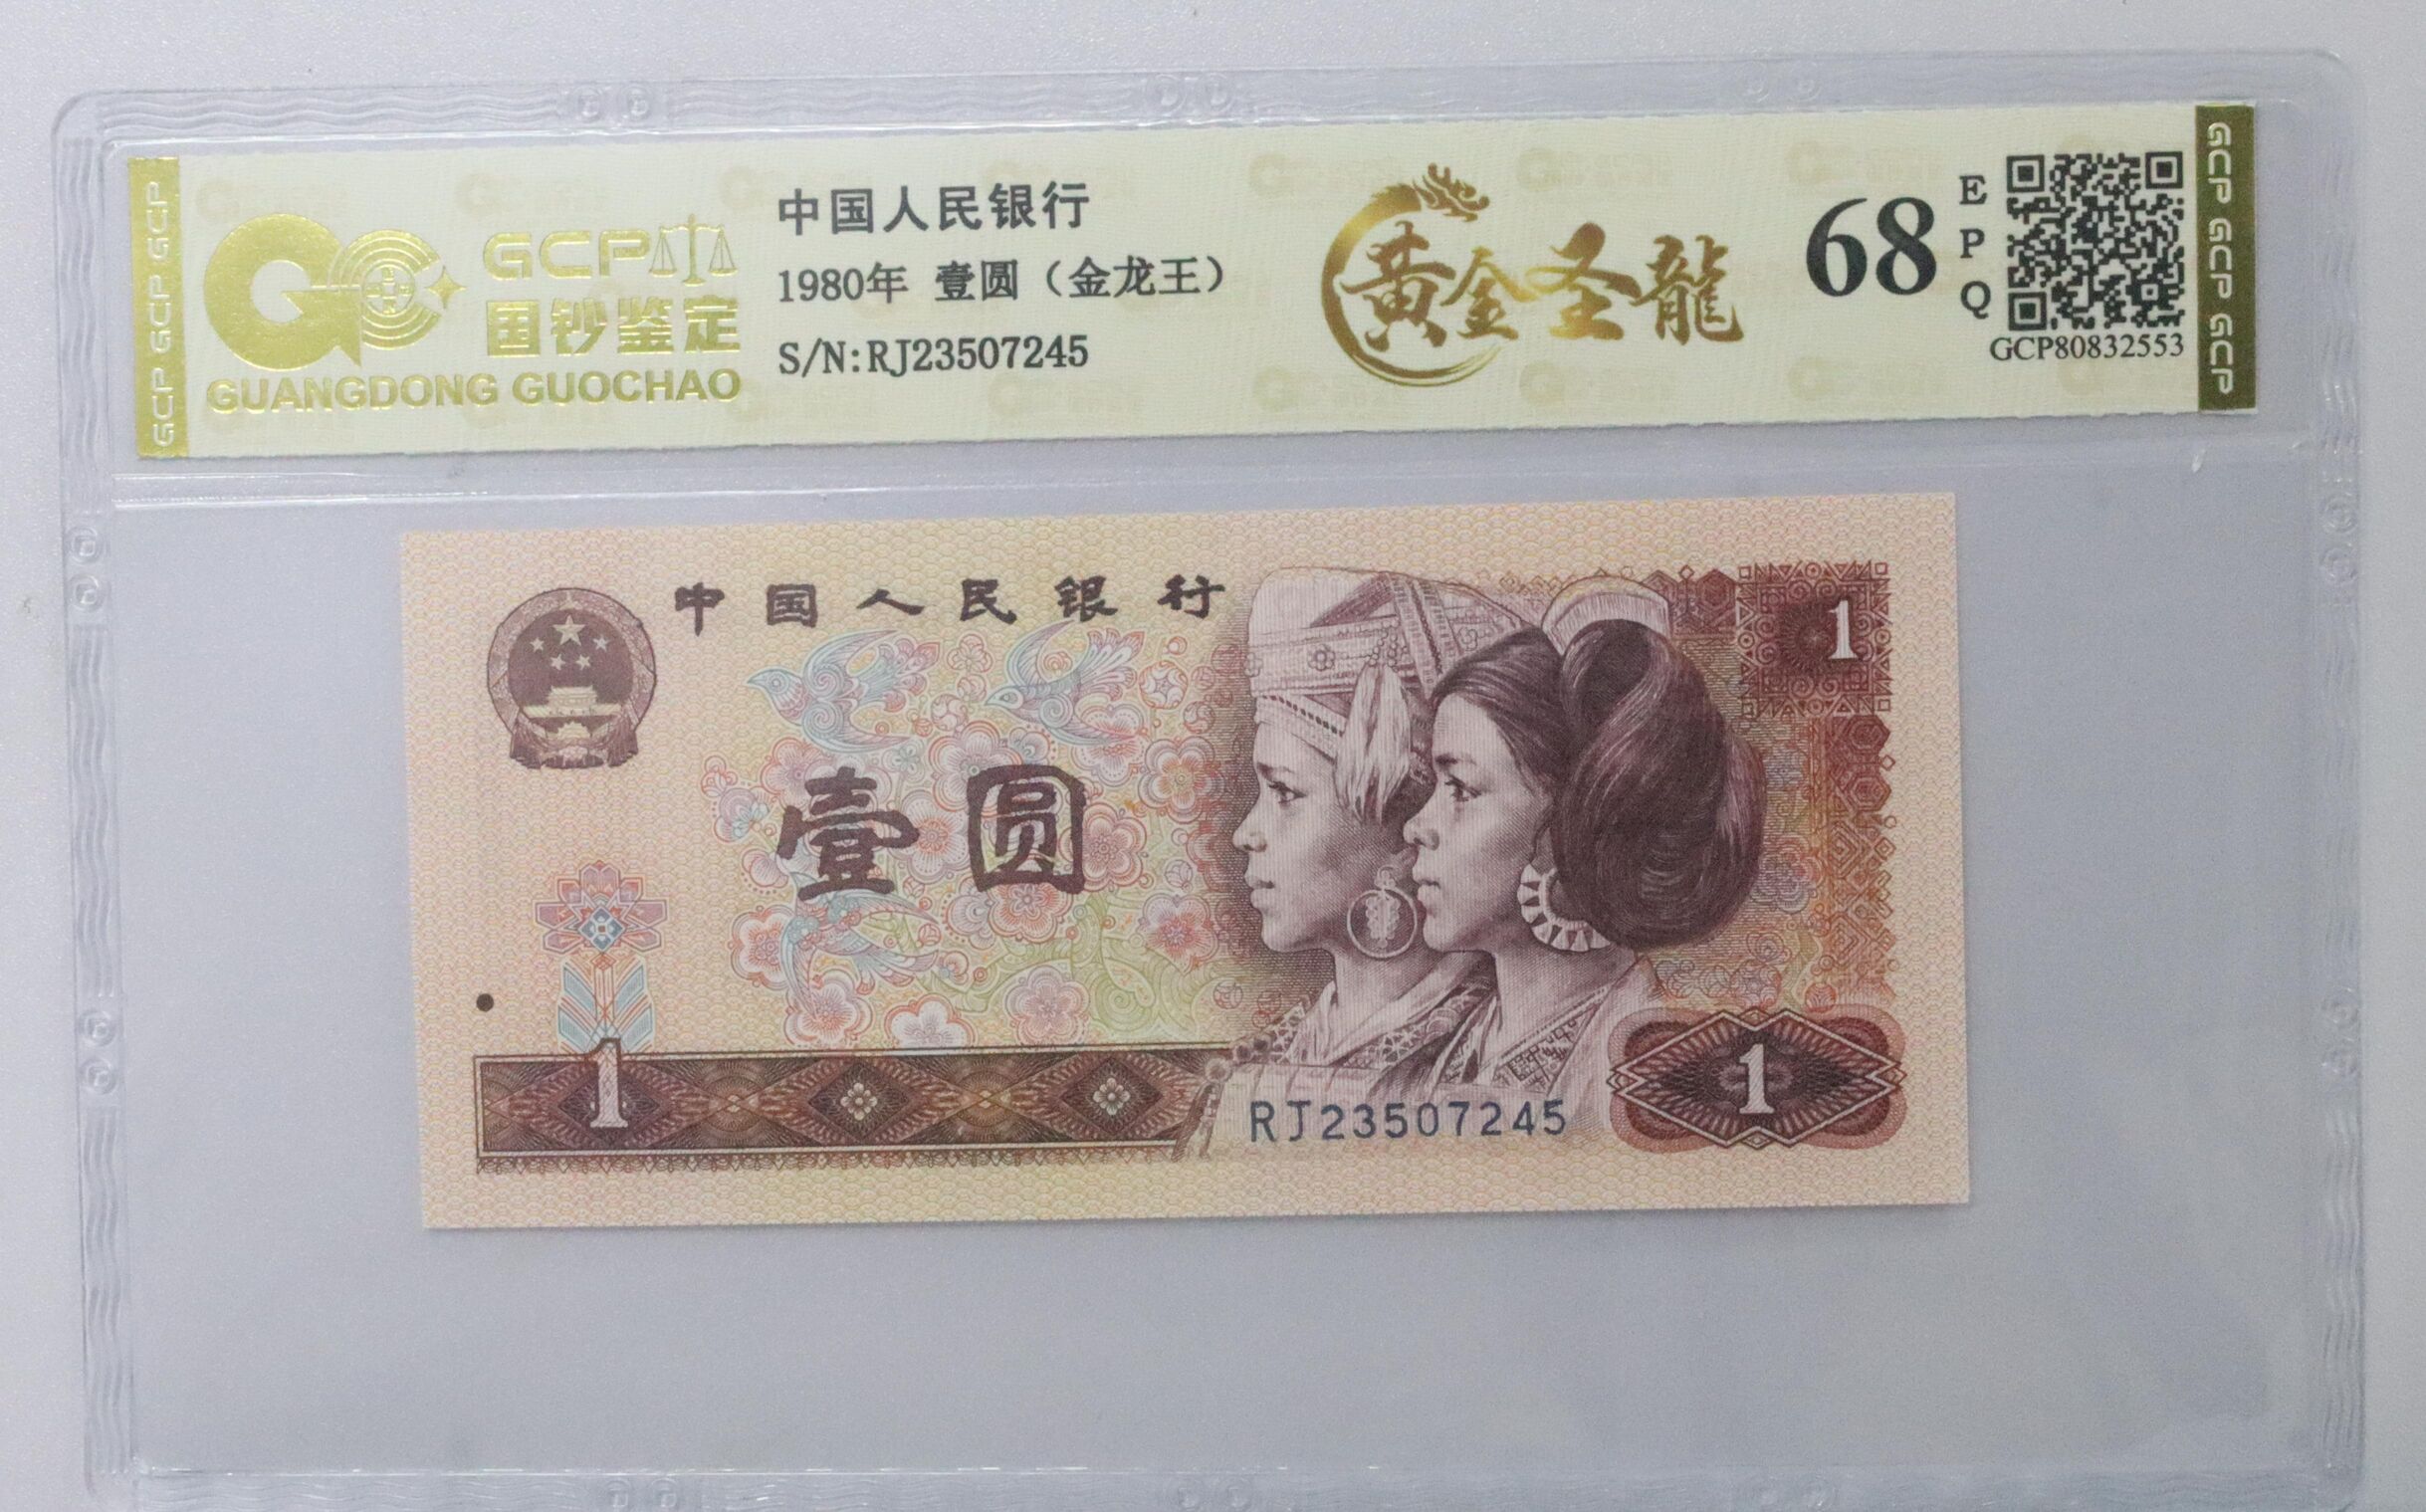 GCP GCP GCP
GCP
国钞鉴定
GUANGDONG GUOCHAO
中国人民银行
1980年 壹圆（金龙王）
S/N:RJ23507245
黄金圣龍
68
EPQ
GCP80832553
GCP GCP GCP
中国人民银行
1
壹圆
1
RJ23507245
1